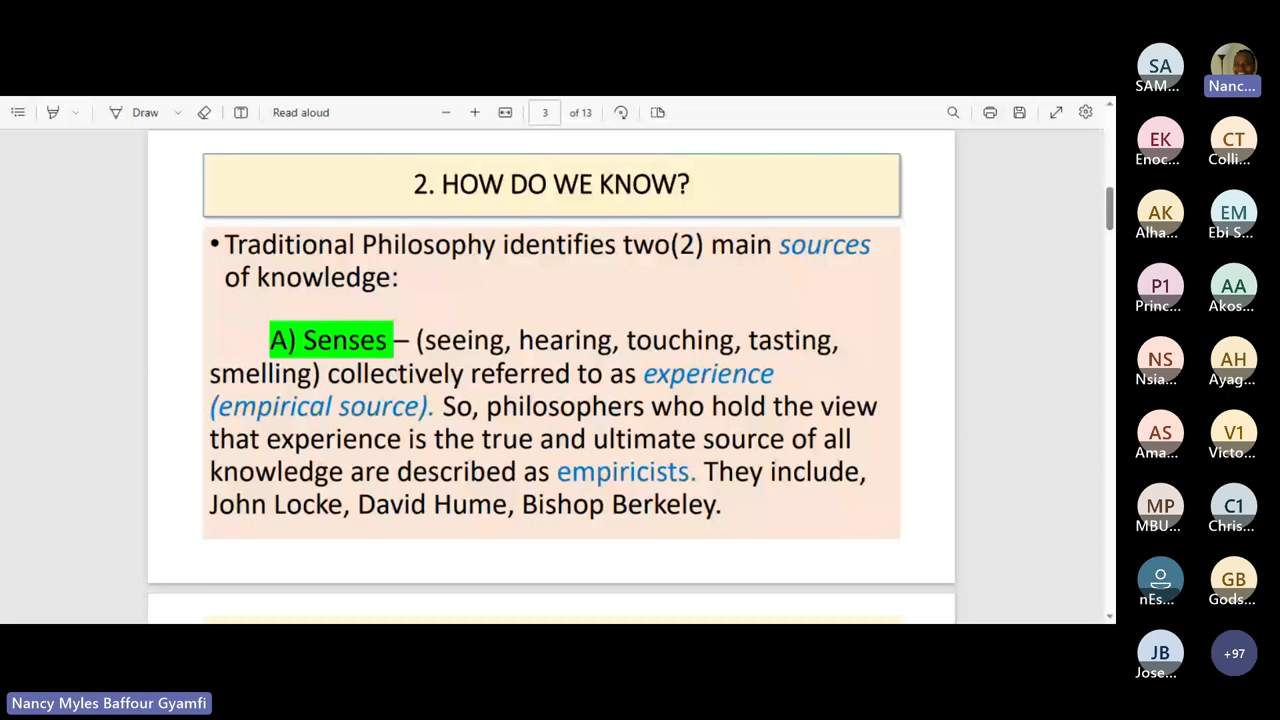 Draw
Read aloud
3 of 13
2. HOW DO WE KNOW?
• Traditional Philosophy identifies two(2) main sources
of knowledge:
A) Senses – (seeing, hearing, touching, tasting,
smelling) collectively referred to as experience
(empirical source). So, philosophers who hold the view
that experience is the true and ultimate source of all
knowledge are described as empiricists. They include,
John Locke, David Hume, Bishop Berkeley.
SA
SAM...
Nanc...
EK
Enoc...
CT
Colli...
AK
Alha...
EM
Ebi S...
P1
Princ...
AA
Akos...
NS
Nsia...
AH
Ayag...
AS
Ama...
V1
Victo...
MP
MBU...
C1
Chris...
nEs...
GB
Gods...
JB
Jose...
+97
Nancy Myles Baffour Gyamfi